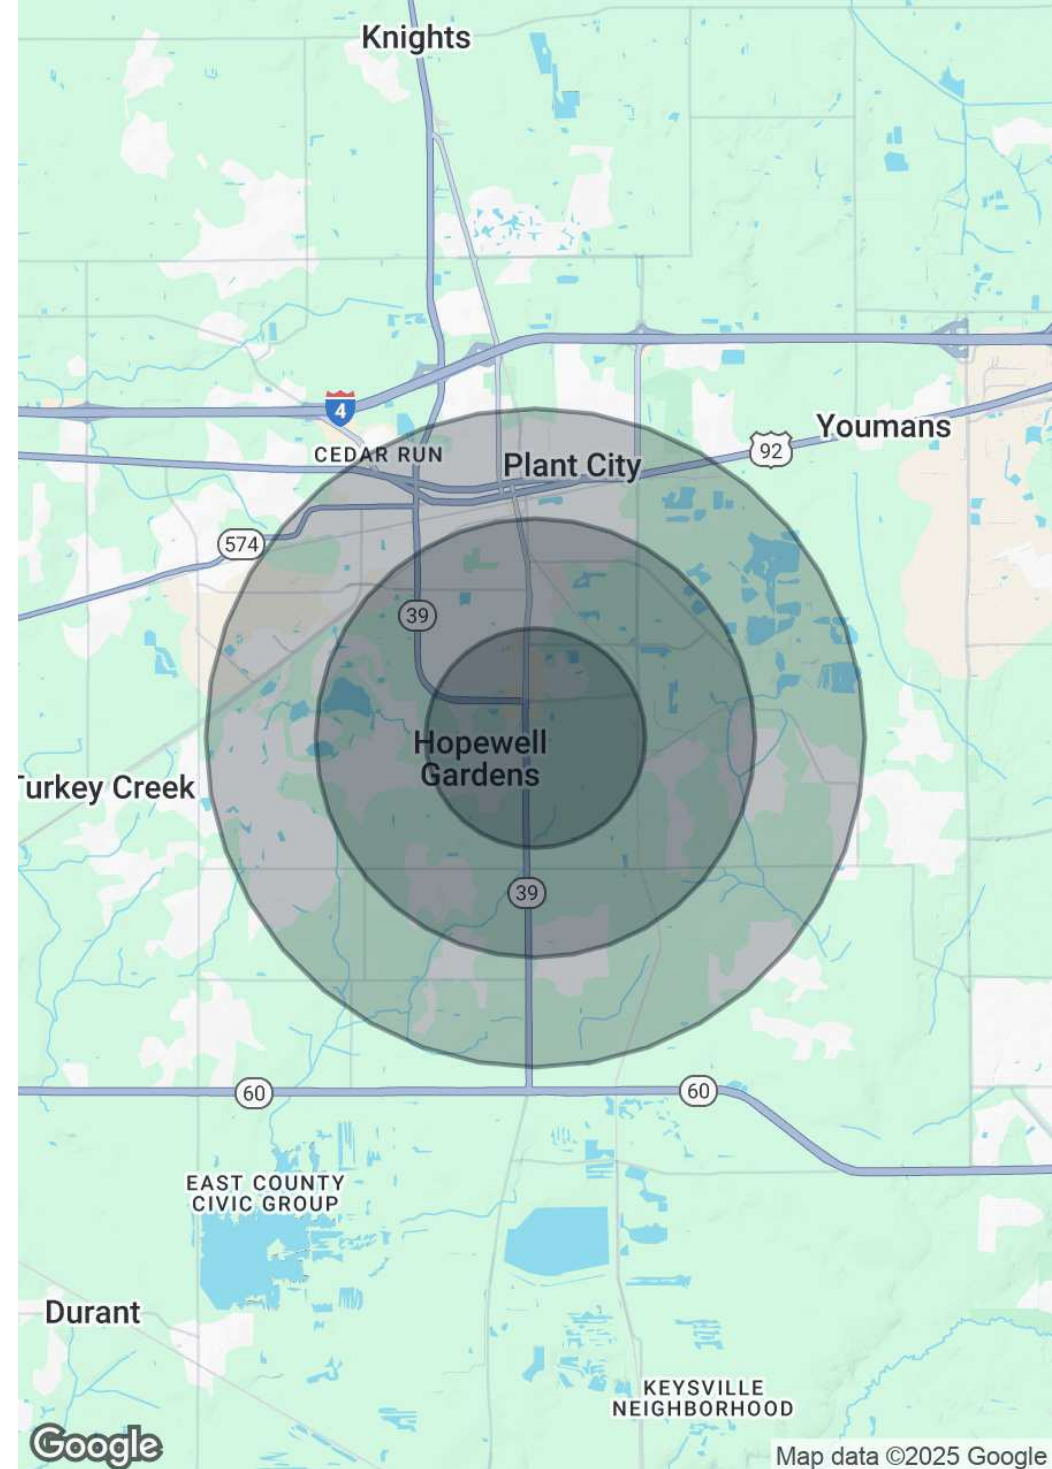 Knights
4
CEDAR RUN
Youmans
92
Plant City
574
39
Hopewell
Gardens
urkey Creek
39
60
60
EAST COUNTY
CIVIC GROUP
Durant
KEYSVILLE
NEIGHBORHOOD
Google
Map data ©2025 Google